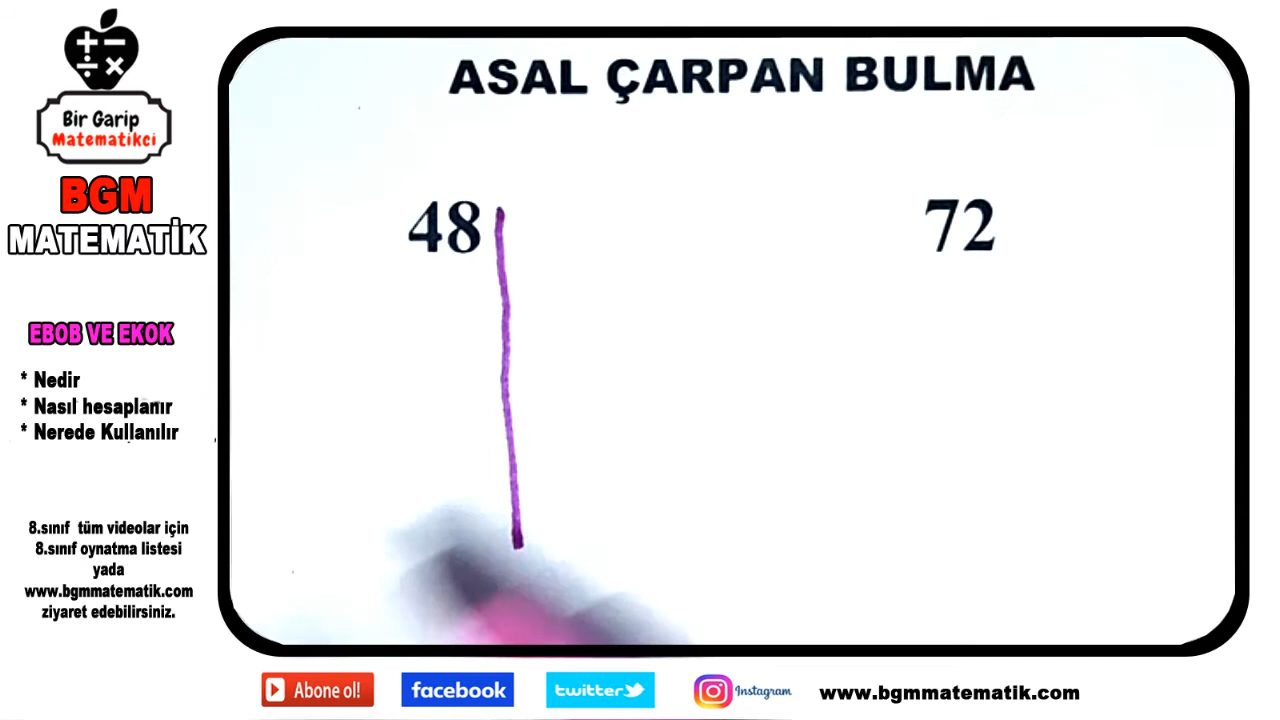 Bir Garip
Matematikci
BGM
MATEMATİK
EBOB VE EKOK
* Nedir
* Nasıl hesaplanır
* Nerede Kullanılır
8.sınıf tüm videolar için
8.sınıf oynatma listesi
yada
www.bgmmatematik.com
ziyaret edebilirsiniz.
ASAL ÇARPAN BULMA
48
72
Abone ol!
facebook
twitter
Instagram
www.bgmmatematik.com